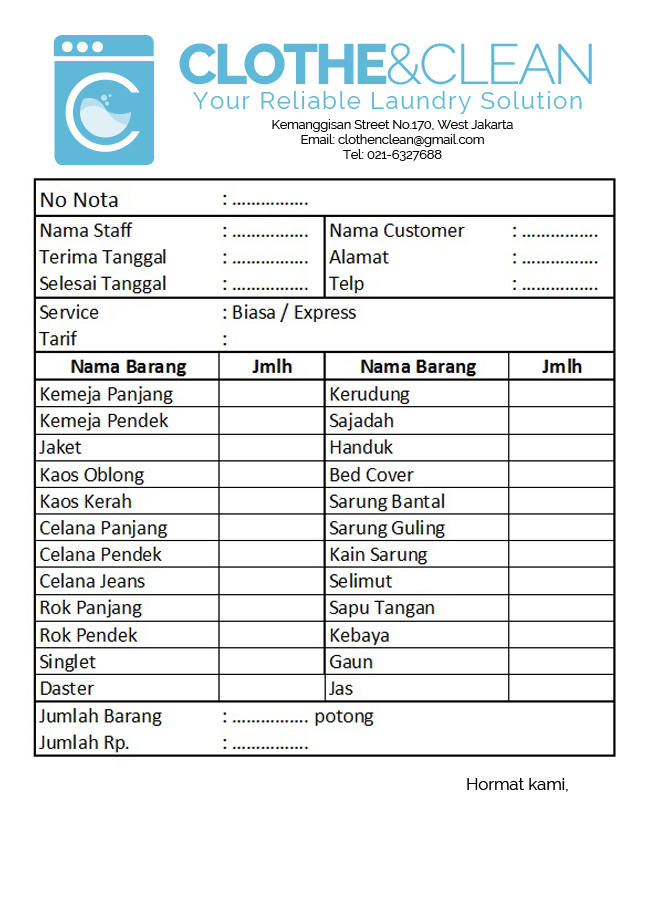 CLOTHE&CLEAN
Your Reliable Laundry Solution
Kemanggisan Street No.170, West Jakarta
Email: clothenclean@gmail.com
Tel: 021-6327688
No Nota : ................
Nama Staff : ................ Nama Customer : ................
Terima Tanggal : ................ Alamat : ................
Selesai Tanggal : ................ Telp : ................
Service : Biasa / Express
Tarif :
Nama Barang Jmlh Nama Barang Jmlh
Kemeja Panjang Kerudung
Kemeja Pendek Sajadah
Jaket Handuk
Kaos Oblong Bed Cover
Kaos Kerah Sarung Bantal
Celana Panjang Sarung Guling
Celana Pendek Kain Sarung
Celana Jeans Selimut
Rok Panjang Sapu Tangan
Rok Pendek Kebaya
Singlet Gaun
Daster Jas
Jumlah Barang : ................ potong
Jumlah Rp. : ................
Hormat kami,